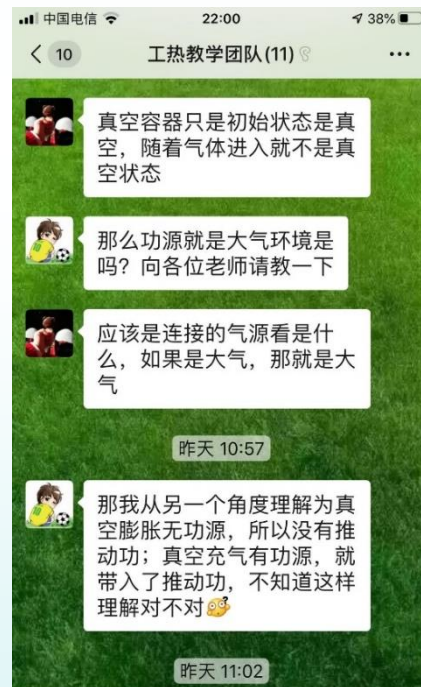 中国电信
22:00
38%
10
工热教学团队(11)
真空容器只是初始状态是真
空，随着气体进入就不是真
空状态
那么功源就是大气环境是
吗？向各位老师请教一下
应该是连接的气源看是什
么，如果是大气，那就是大
气
昨天 10:57
那我从另一个角度理解为真
空膨胀无功源，所以没有推
动功；真空充气有功源，就
带入了推动功，不知道这样
理解对不对
昨天 11:02